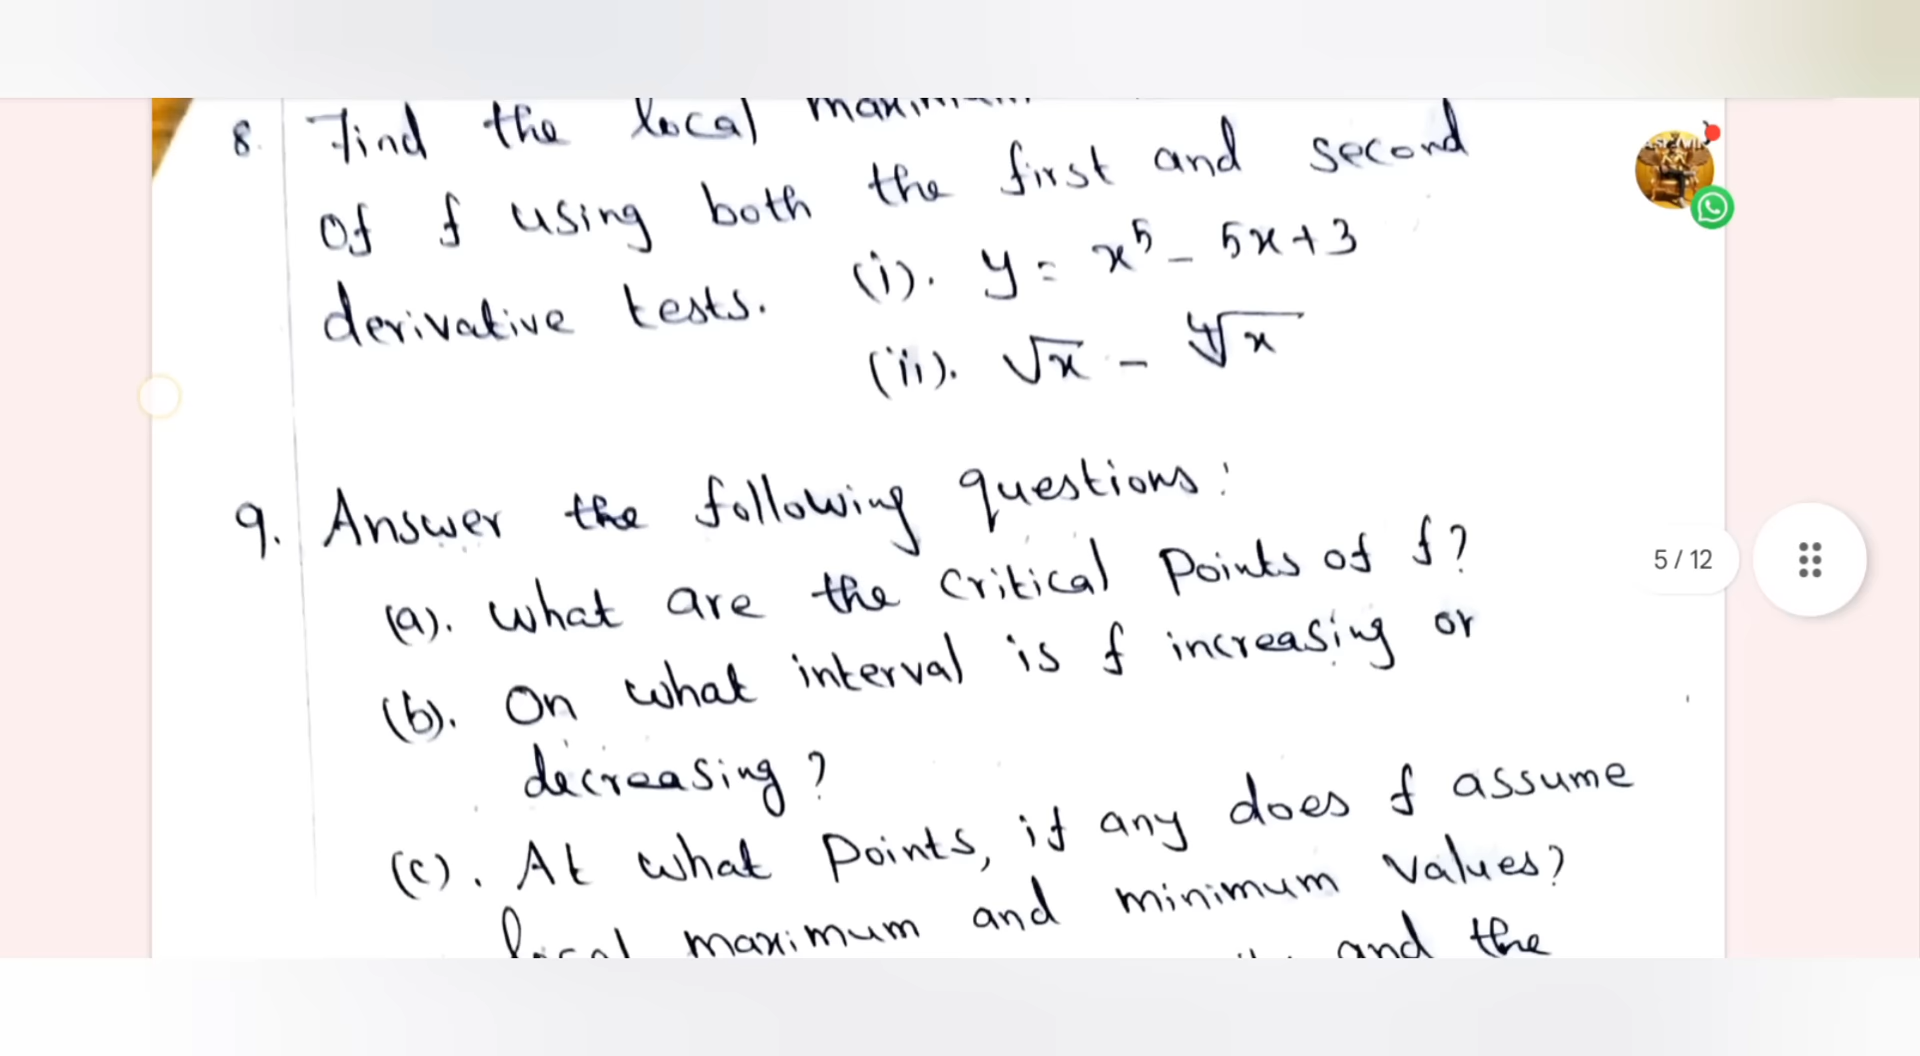 8. Find the local
of f using both the first and second
derivative tests. (i). y = x⁵ - 5x + 3
(ii). √x - ∜x
9. Answer the following questions:
(a). What are the critical points of f?
(b). On what interval is f increasing or
decreasing?
(c). At what points, if any does f assume
local maximum and minimum values?
and the
5 / 12